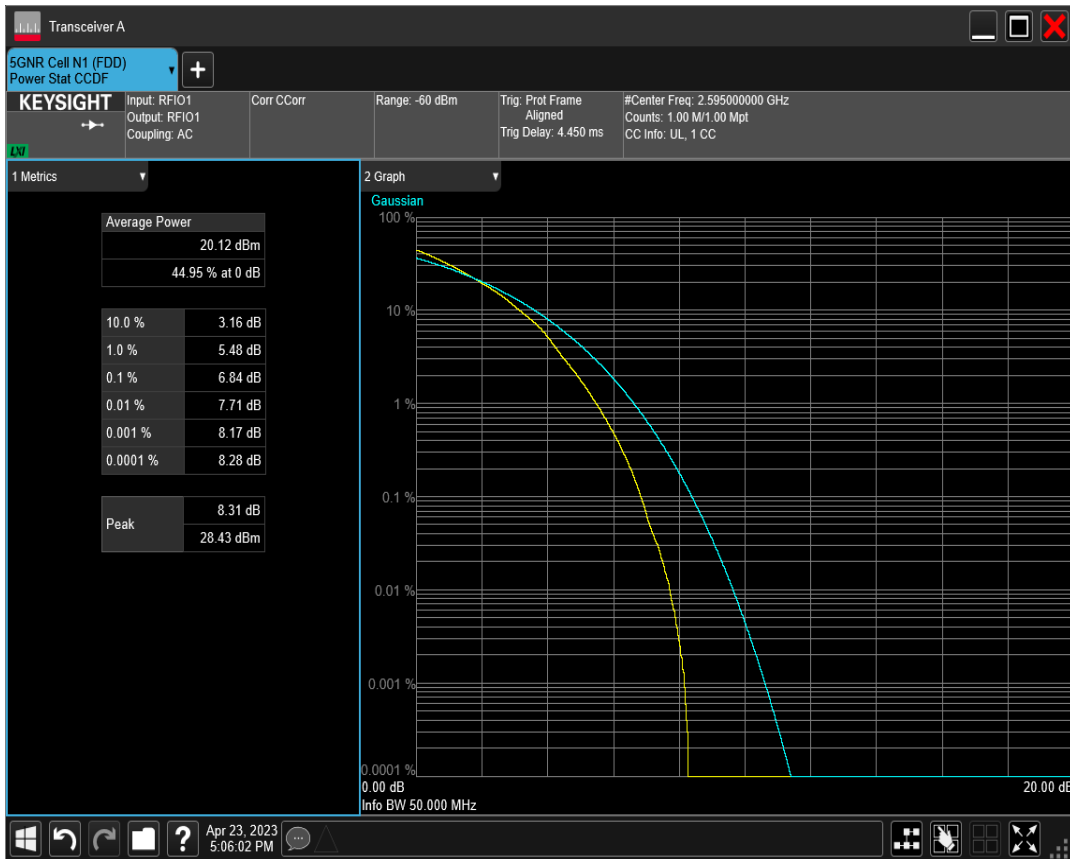 Transceiver A
5GNR Cell N1 (FDD)
Power Stat CCDF
+
KEYSIGHT
LXI
Input: RFIO1
Output: RFIO1
Coupling: AC
Corr CCorr
Range: -60 dBm
Trig: Prot Frame
Aligned
Trig Delay: 4.450 ms
#Center Freq: 2.595000000 GHz
Counts: 1.00 M/1.00 Mpt
CC Info: UL, 1 CC
1 Metrics
Average Power
20.12 dBm
44.95 % at 0 dB
10.0 % 3.16 dB
1.0 % 5.48 dB
0.1 % 6.84 dB
0.01 % 7.71 dB
0.001 % 8.17 dB
0.0001 % 8.28 dB
Peak 8.31 dB
28.43 dBm
2 Graph
Gaussian
100 %
10 %
1 %
0.1 %
0.01 %
0.001 %
0.0001 %
0.00 dB 20.00 dB
Info BW 50.000 MHz
? Apr 23, 2023
5:06:02 PM